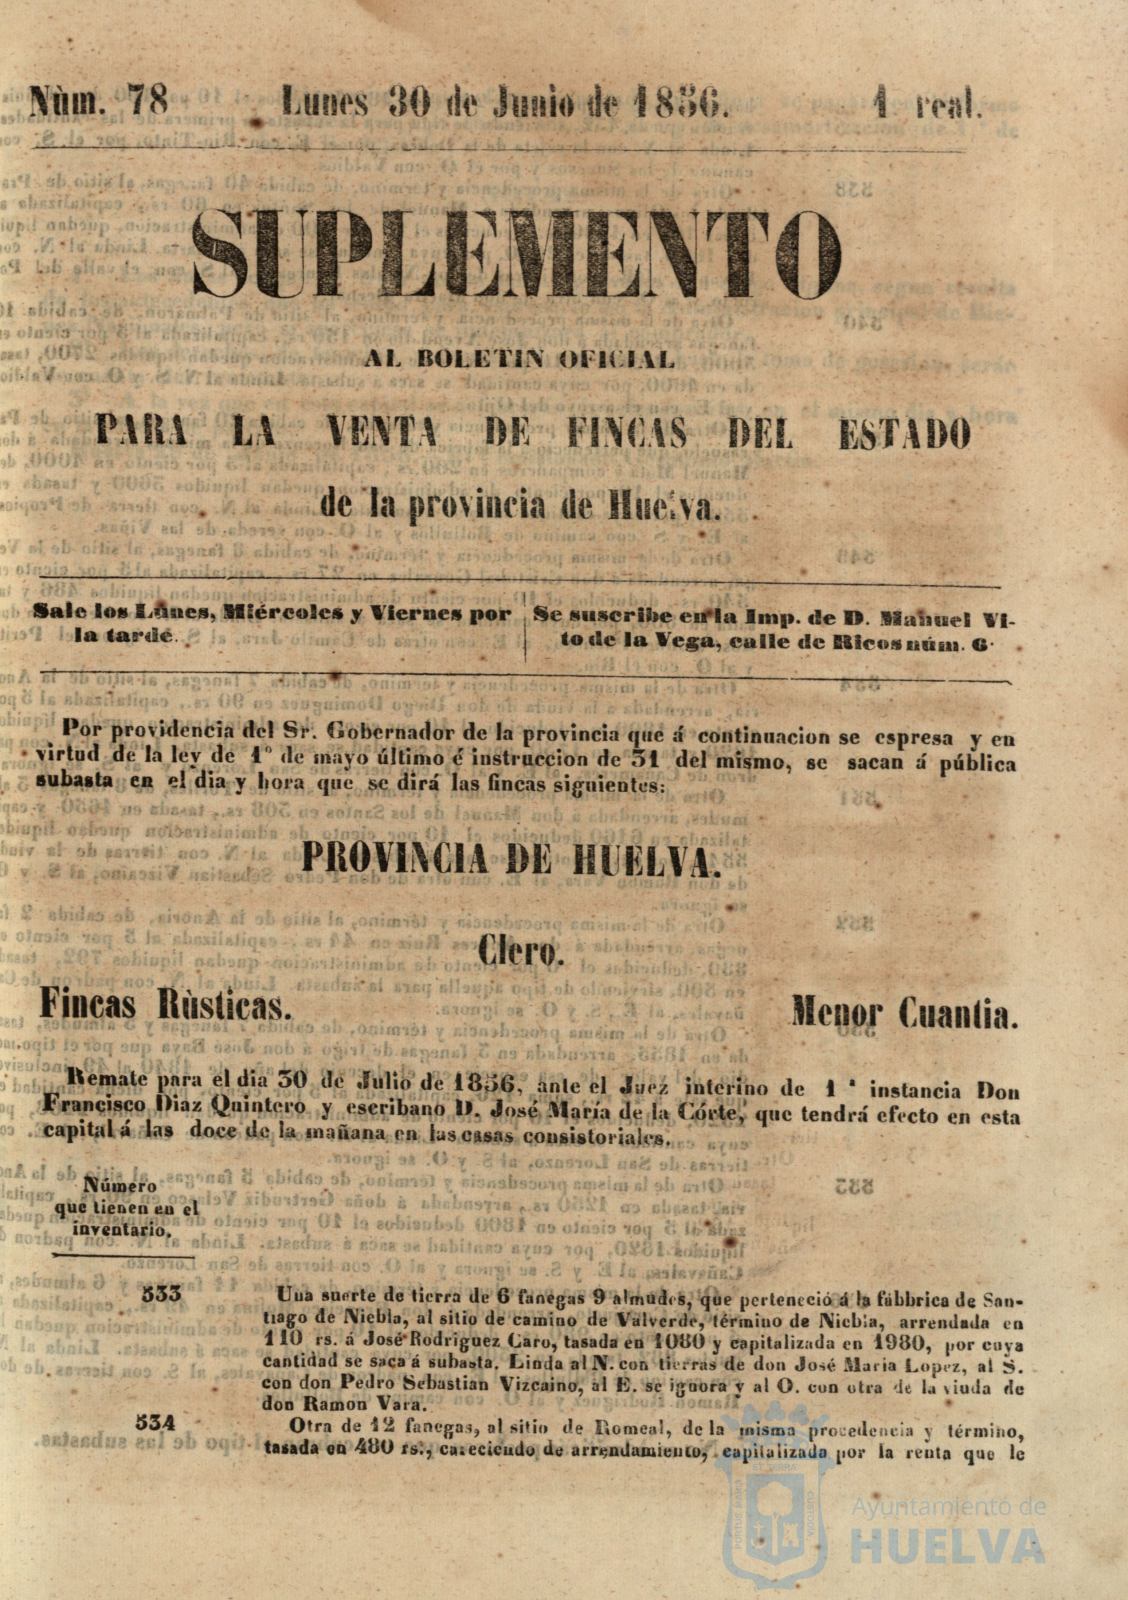 Nùm. 78 Lunes 30 de Junio de 1856. 1 real.
SUPLEMENTO
AL BOLETIN OFICIAL
PARA LA VENTA DE FINCAS DEL ESTADO
de la provincia de Huelva.
Sale los Lúnes, Miércoles y Viernes por
la tarde.
Se suscribe en la Imp. de D. Manuel Vi-
to de la Vega, calle de Ricos núm. 6.
Por providencia del Sr. Gobernador de la provincia que á continuacion se espresa y en
virtud de la ley de 1º de mayo último é instruccion de 31 del mismo, se sacan á pública
subasta en el dia y hora que se dirá las fincas siguientes:
PROVINCIA DE HUELVA.
Clero.
Fincas Rùsticas. Menor Cuantia.
Remate para el dia 30 de Julio de 1856, ante el Juez interino de 1ª instancia Don
Francisco Diaz Quintero y escribano D. José María de la Córte, que tendrá efecto en esta
capital á las doce de la mañana en las casas consistoriales.
Número
que tienen en el
inventario.
533 Una suerte de tierra de 6 fanegas 9 almudes, que perteneció á la fábbrica de San-
tiago de Niebla, al sitio de camino de Valverde, término de Niebla, arrendada en
110 rs. á José Rodriguez Caro, tasada en 1080 y capitalizada en 1980, por cuya
cantidad se saca á subasta. Linda al N. con tierras de don José Maria Lopez, al S.
con don Pedro Sebastian Vizcaino, al E. se ignora y al O. con otra de la viuda de
don Ramon Vara.
534 Otra de 12 fanegas, al sitio de Romeal, de la misma procedencia y término,
tasada en 480 rs., careciendo de arrendamiento, capitalizada por la renta que le
Ayuntamiento de
HUELVA